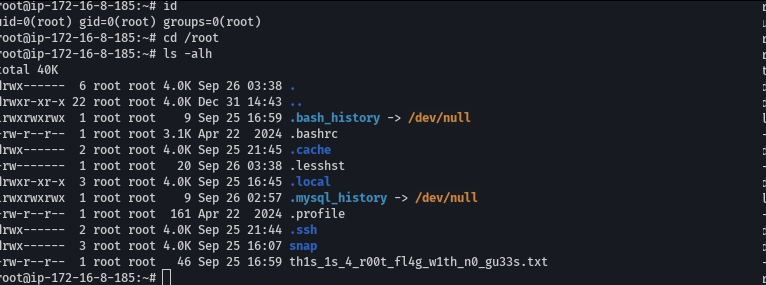 root@ip-172-16-8-185:~# id
uid=0(root) gid=0(root) groups=0(root)
root@ip-172-16-8-185:~# cd /root
root@ip-172-16-8-185:~# ls -alh
total 40K
drwx------  6 root root 4.0K Sep 26 03:38 .
drwxr-xr-x 22 root root 4.0K Dec 31 14:43 ..
lrwxrwxrwx  1 root root    9 Sep 25 16:59 .bash_history -> /dev/null
-rw-r--r--  1 root root 3.1K Apr 22  2024 .bashrc
drwx------  2 root root 4.0K Sep 25 21:45 .cache
-rw-------  1 root root   20 Sep 26 03:38 .lesshst
drwxr-xr-x  3 root root 4.0K Sep 25 16:45 .local
lrwxrwxrwx  1 root root    9 Sep 26 02:57 .mysql_history -> /dev/null
-rw-r--r--  1 root root  161 Apr 22  2024 .profile
drwx------  2 root root 4.0K Sep 25 21:44 .ssh
drwx------  3 root root 4.0K Sep 25 16:07 snap
-rw-r--r--  1 root root   46 Sep 25 16:59 th1s_1s_4_r00t_fl4g_w1th_n0_gu33s.txt
root@ip-172-16-8-185:~#